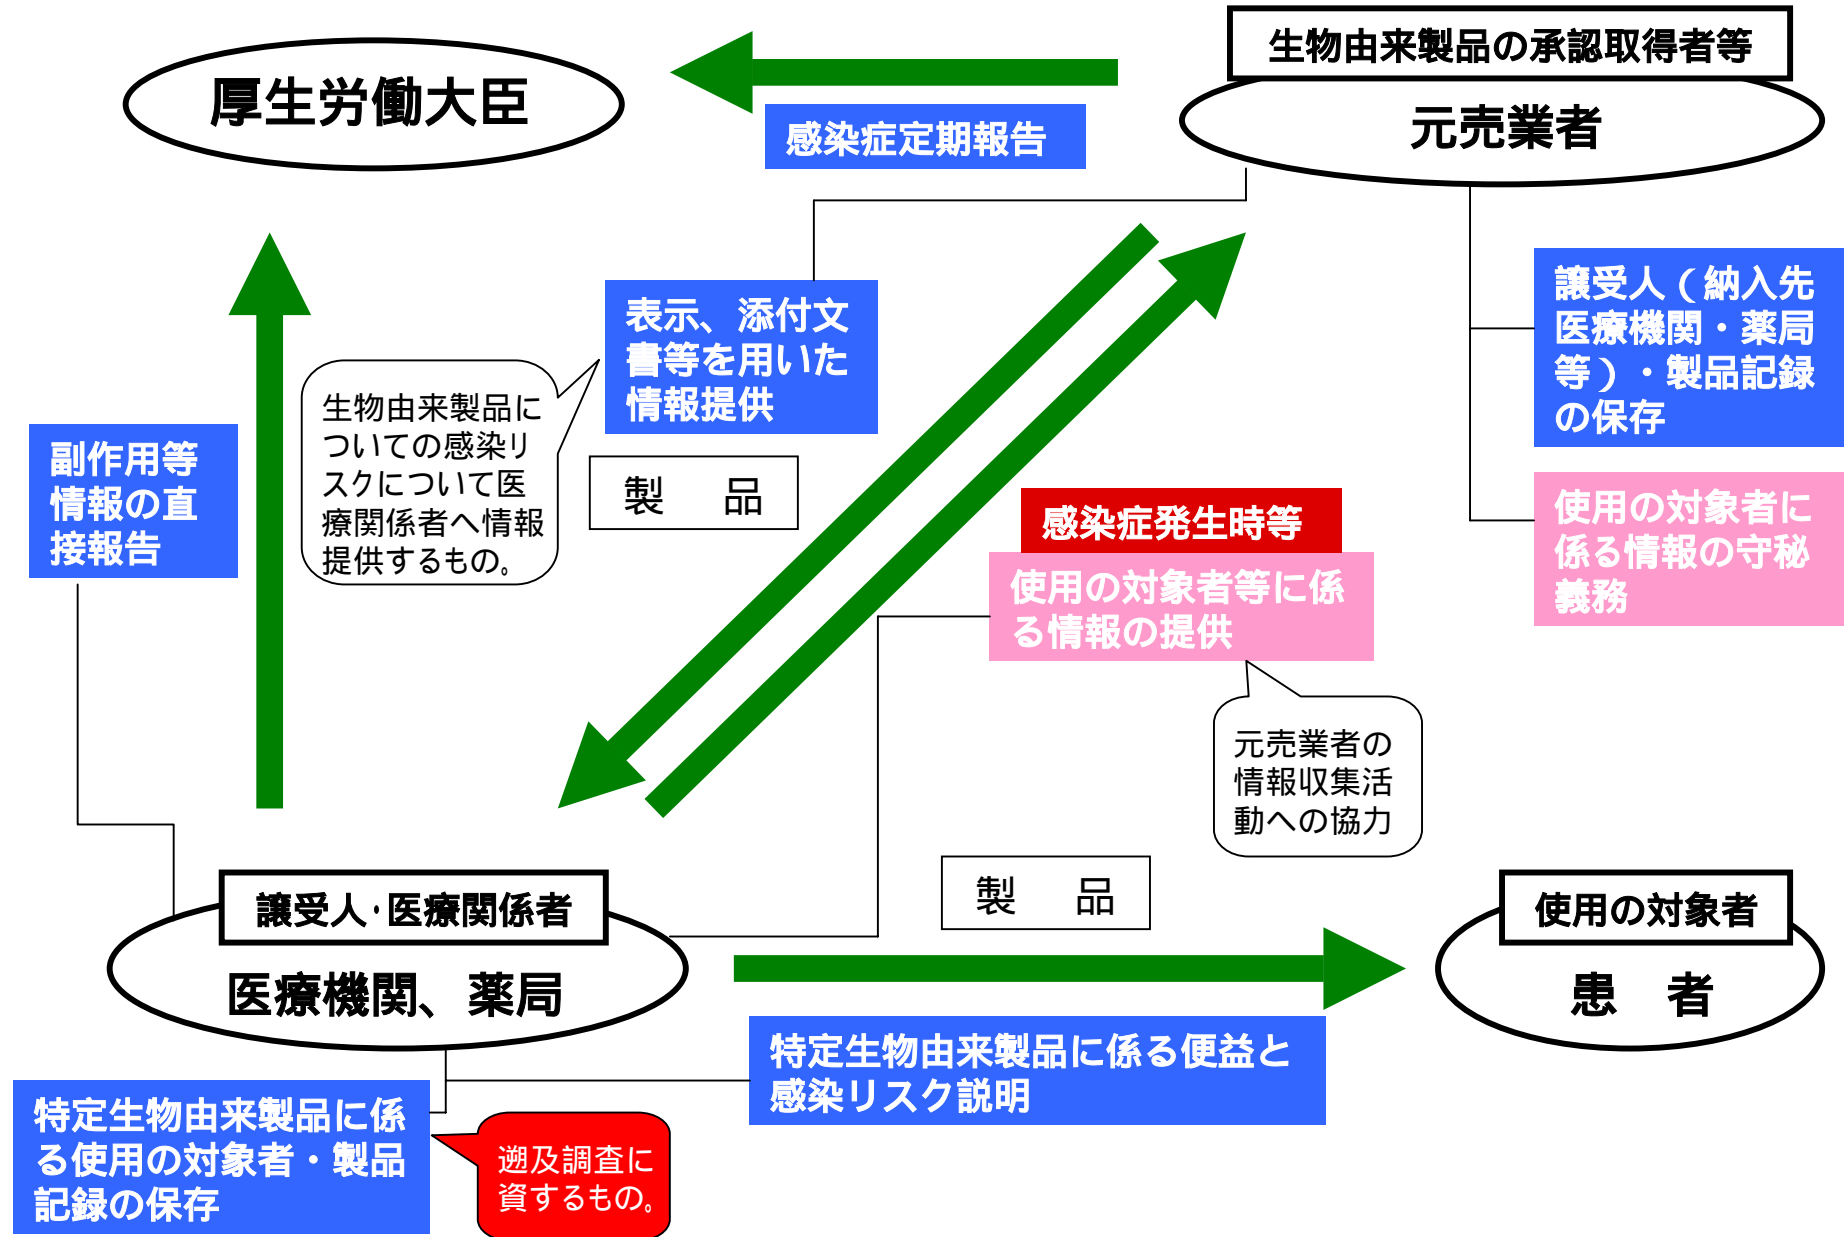 生物由来製品の承認取得者等
元売業者
厚生労働大臣
感染症定期報告
表示、添付文
書等を用いた
情報提供
譲受人（納入先
医療機関・薬局
等）・製品記録
の保存
使用の対象者に
係る情報の守秘
義務
生物由来製品に
ついての感染リ
スクについて医
療関係者へ情報
提供するもの。
副作用等
情報の直
接報告
製　品
感染症発生時等
使用の対象者等に係
る情報の提供
元売業者の
情報収集活
動への協力
製　品
譲受人・医療関係者
医療機関、薬局
使用の対象者
患　者
特定生物由来製品に係る便益と
感染リスク説明
特定生物由来製品に係
る使用の対象者・製品
記録の保存
遡及調査に
資するもの。